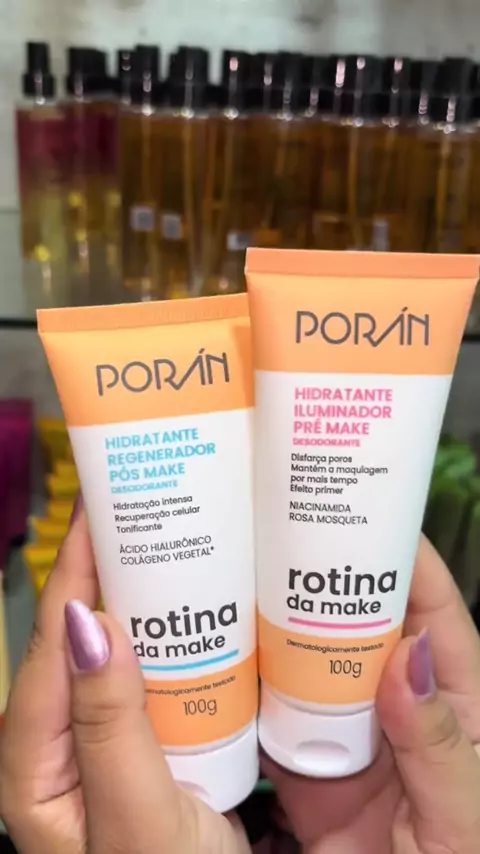 PORÁN
HIDRATANTE
REGENERADOR
PÓS MAKE
DESODORANTE
Hidratação intensa
Recuperação celular
Tonificante
ÁCIDO HIALURÔNICO
COLÁGENO VEGETAL*
rotina
da make
Dermatologicamente testado
100g
PORÁN
HIDRATANTE
ILUMINADOR
PRÉ MAKE
DESODORANTE
Disfarça poros
Mantém a maquiagem
por mais tempo
Efeito primer
NIACINAMIDA
ROSA MOSQUETA
rotina
da make
Dermatologicamente testado
100g